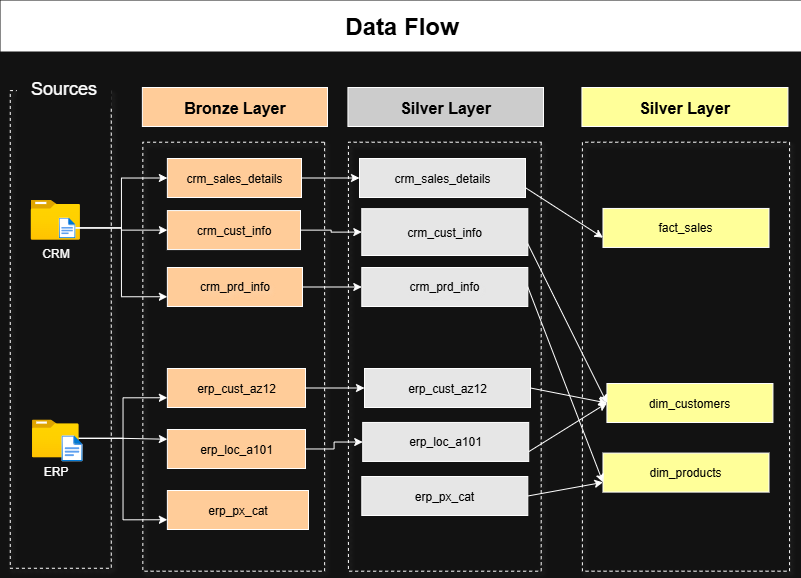 Data Flow
Sources
Bronze Layer
Silver Layer
Silver Layer
CRM
crm_sales_details
crm_cust_info
crm_prd_info
ERP
erp_cust_az12
erp_loc_a101
erp_px_cat
crm_sales_details
crm_cust_info
crm_prd_info
erp_cust_az12
erp_loc_a101
erp_px_cat
fact_sales
dim_customers
dim_products